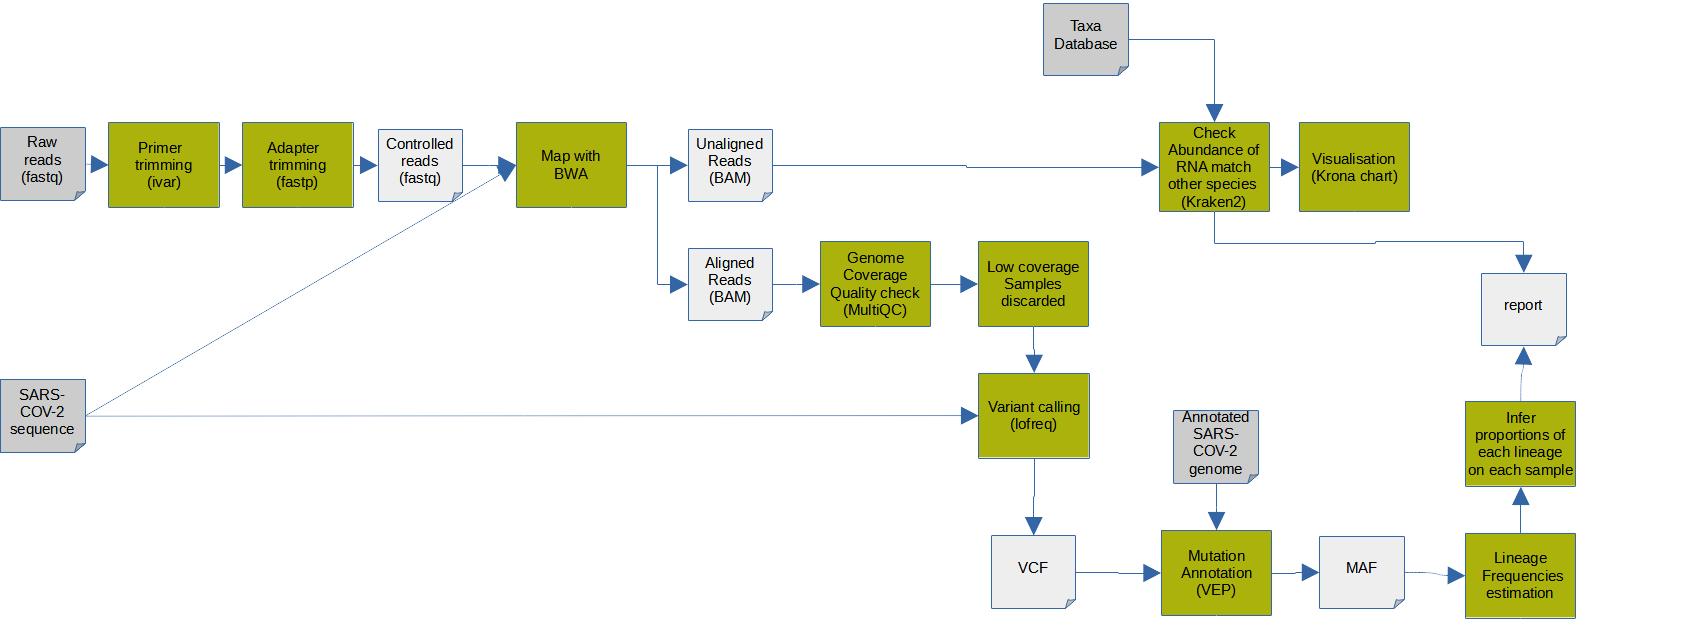 Taxa
Database
Raw
reads
(fastq)
Primer
trimming
(ivar)
Adapter
trimming
(fastp)
Controlled
reads
(fastq)
Map with
BWA
Unaligned
Reads
(BAM)
Check
Abundance of
RNA match
other species
(Kraken2)
Visualisation
(Krona chart)
Aligned
Reads
(BAM)
Genome
Coverage
Quality check
(MultiQC)
Low coverage
Samples
discarded
report
SARS-
COV-2
sequence
Variant calling
(lofreq)
Annotated
SARS-
COV-2
genome
Infer
proportions of
each lineage
on each sample
VCF
Mutation
Annotation
(VEP)
MAF
Lineage
Frequencies
estimation